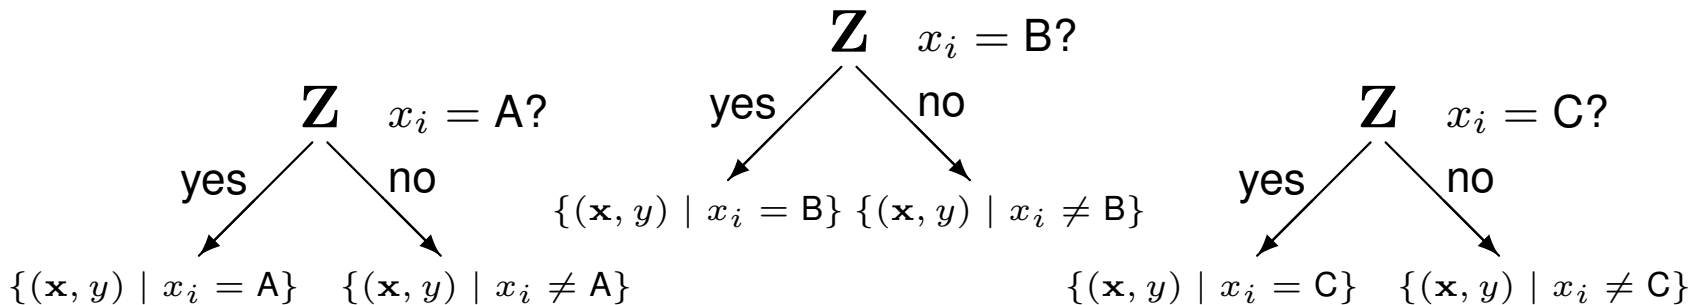 Z x_i = A?
yes no
{(x, y) | x_i = A} {(x, y) | x_i ≠ A}
Z x_i = B?
yes no
{(x, y) | x_i = B} {(x, y) | x_i ≠ B}
Z x_i = C?
yes no
{(x, y) | x_i = C} {(x, y) | x_i ≠ C}